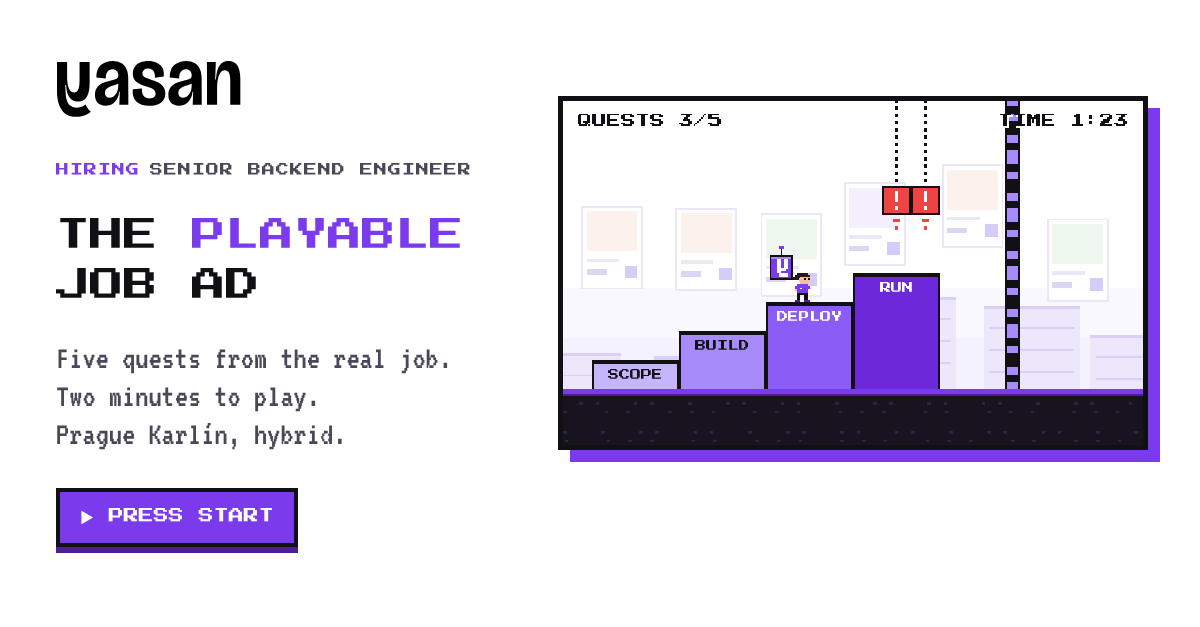 yasan
HIRING SENIOR BACKEND ENGINEER
THE PLAYABLE
JOB AD
Five quests from the real job.
Two minutes to play.
Prague Karlín, hybrid.
▶ PRESS START
QUESTS 3/5
TIME 1:23
! !
y
RUN
DEPLOY
BUILD
SCOPE